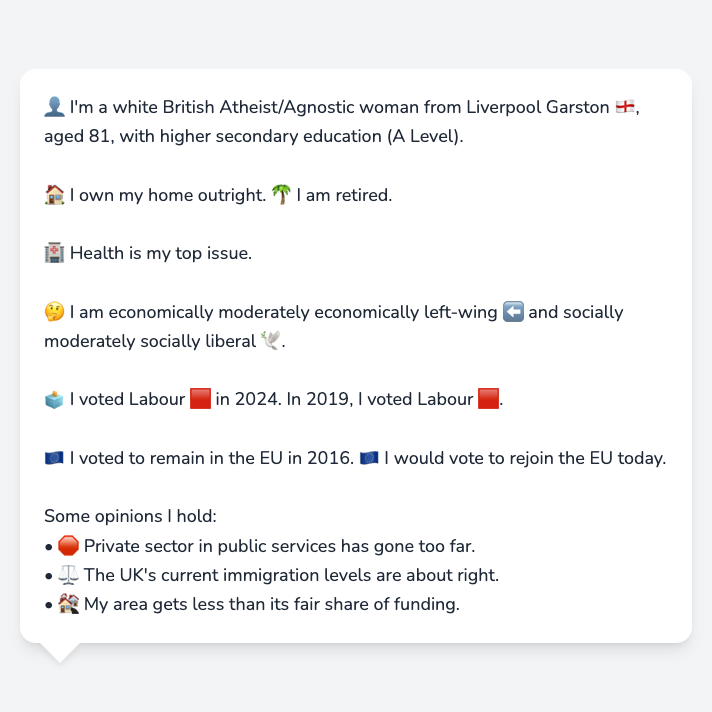 👤 I'm a white British Atheist/Agnostic woman from Liverpool Garston 🏴󠁧󠁢󠁥󠁮󠁧󠁿,
aged 81, with higher secondary education (A Level).
🏠 I own my home outright. 🌴 I am retired.
🏥 Health is my top issue.
🤔 I am economically moderately economically left-wing ⬅️ and socially
moderately socially liberal 🕊️.
🗳️ I voted Labour 🟥 in 2024. In 2019, I voted Labour 🟥.
🇪🇺 I voted to remain in the EU in 2016. 🇪🇺 I would vote to rejoin the EU today.
Some opinions I hold:
• 🛑 Private sector in public services has gone too far.
• ⚖️ The UK's current immigration levels are about right.
• 🏚️ My area gets less than its fair share of funding.